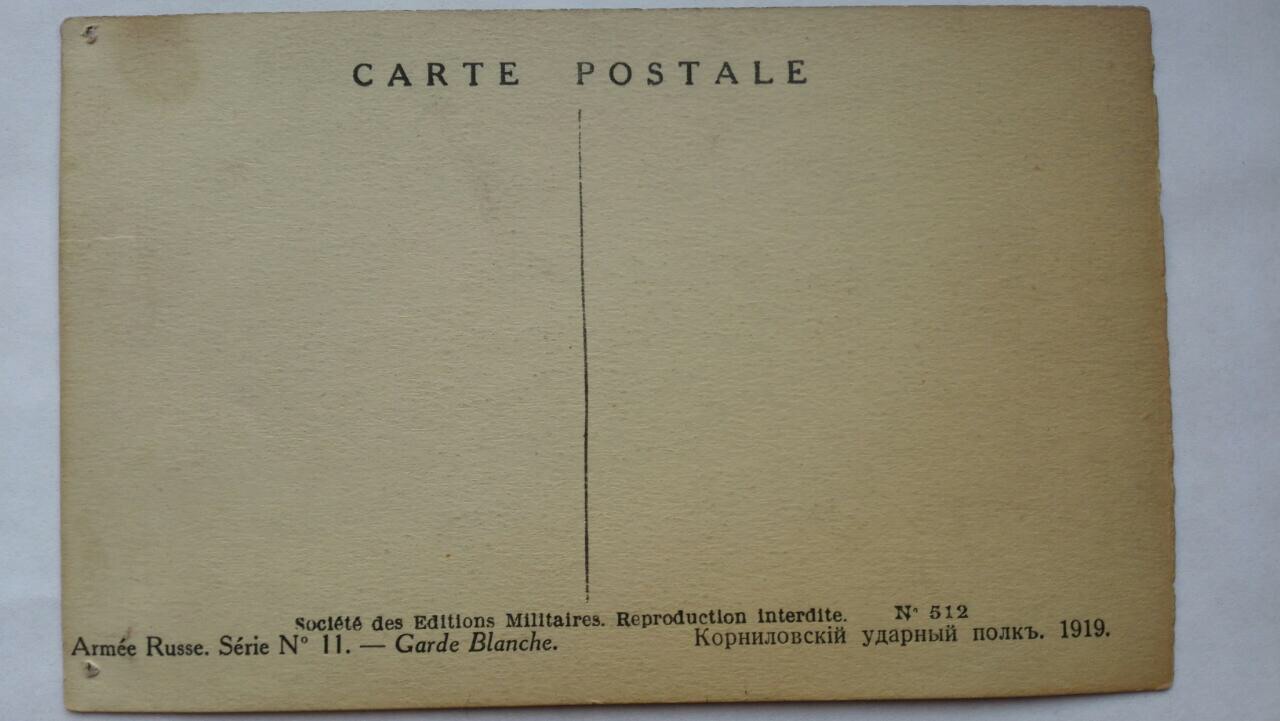 CARTE POSTALE
Société des Editions Militaires. Reproduction interdite. N° 512
Armée Russe. Série N° 11. — Garde Blanche. Корниловскій ударный полкъ. 1919.